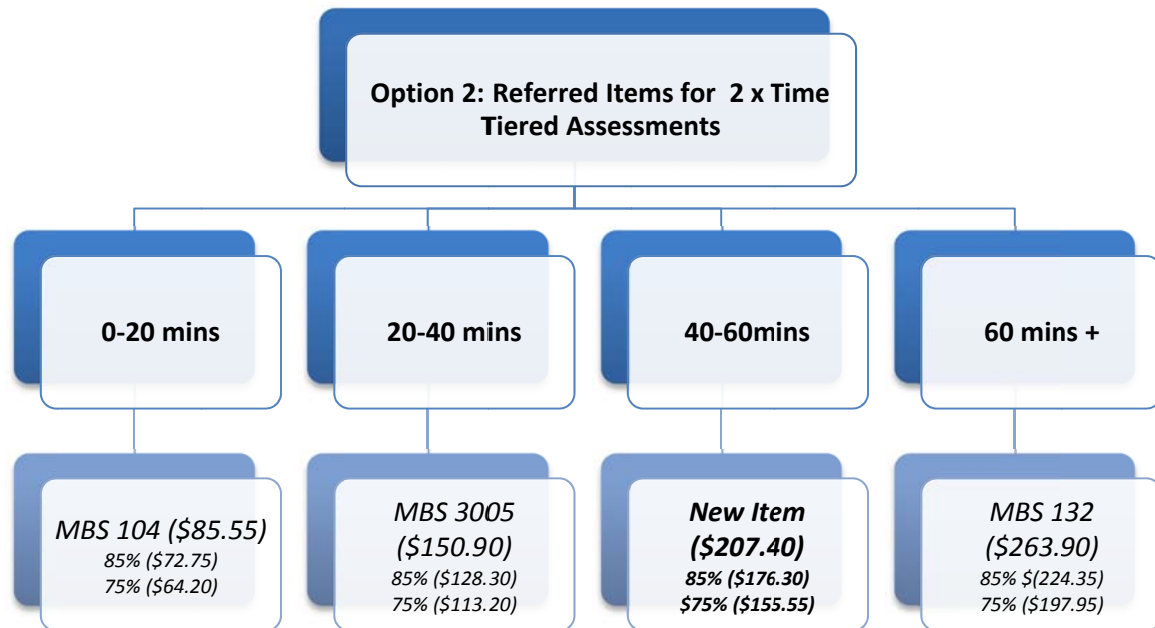 Option 2: Referred Items for 2 x Time
Tiered Assessments
0-20 mins
20-40 mins
40-60mins
60 mins +
MBS 104 ($85.55)
85% ($72.75)
75% ($64.20)
MBS 3005
($150.90)
85% ($128.30)
75% ($113.20)
New Item
($207.40)
85% ($176.30)
$75% ($155.55)
MBS 132
($263.90)
85% $(224.35)
75% ($197.95)